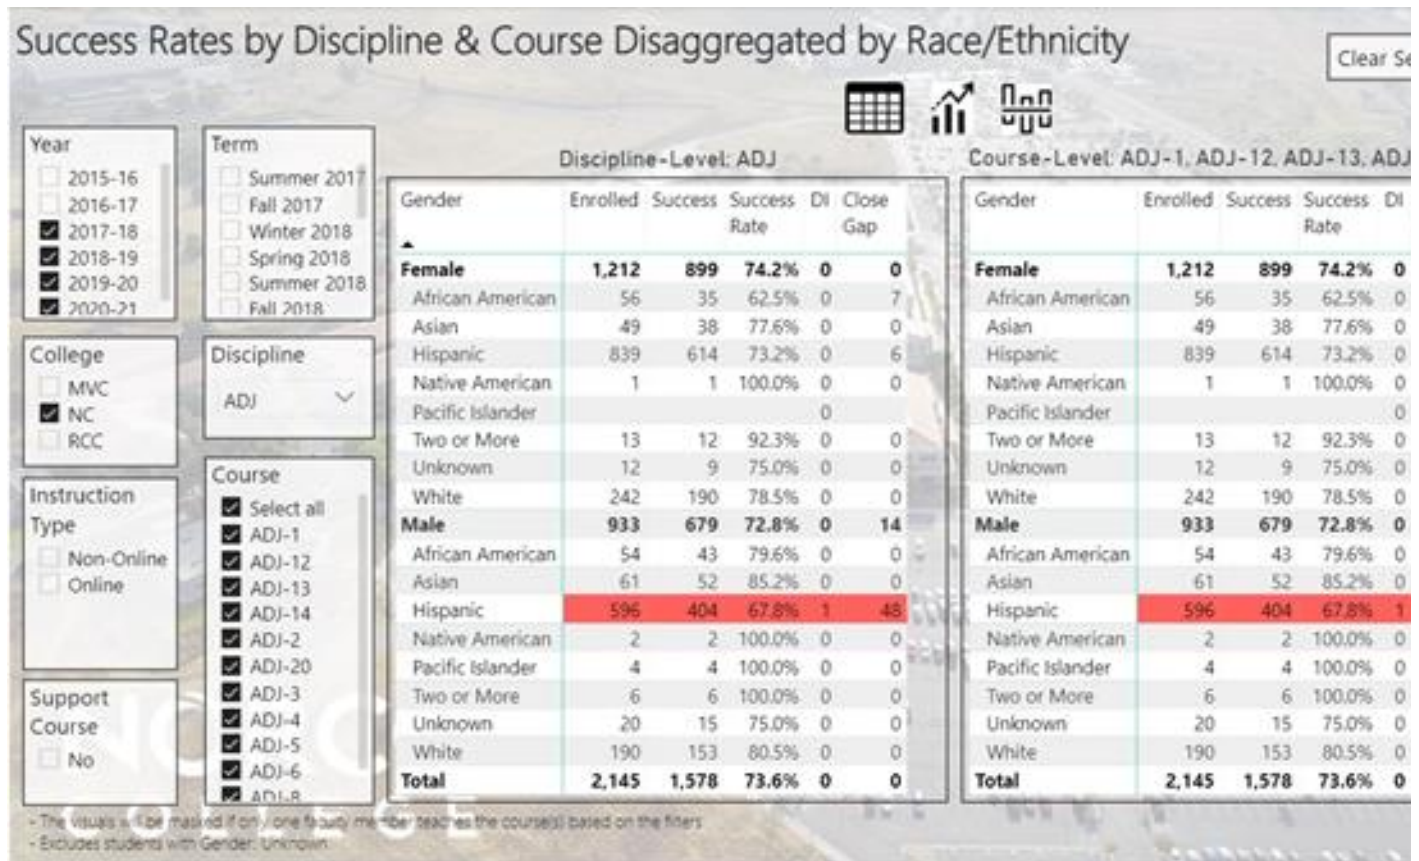 Success Rates by Discipline & Course Disaggregated by Race/Ethnicity
Clear Se
Year
2015-16
2016-17
2017-18
2018-19
2019-20
2020-21
Term
Summer 2017
Fall 2017
Winter 2018
Spring 2018
Summer 2018
Fall 2018
College
MVC
NC
RCC
Discipline
ADJ
Instruction
Type
Non-Online
Online
Course
Select all
ADJ-1
ADJ-12
ADJ-13
ADJ-14
ADJ-2
ADJ-20
ADJ-3
ADJ-4
ADJ-5
ADJ-6
ADJ-8
Support
Course
No
Discipline-Level: ADJ
Gender Enrolled Success Success Rate DI Close Gap
Female 1,212 899 74.2% 0 0
African American 56 35 62.5% 0 7
Asian 49 38 77.6% 0 0
Hispanic 839 614 73.2% 0 6
Native American 1 1 100.0% 0 0
Pacific Islander 0
Two or More 13 12 92.3% 0 0
Unknown 12 9 75.0% 0 0
White 242 190 78.5% 0 0
Male 933 679 72.8% 0 14
African American 54 43 79.6% 0 0
Asian 61 52 85.2% 0 0
Hispanic 596 404 67.8% 1 48
Native American 2 2 100.0% 0 0
Pacific Islander 4 4 100.0% 0 0
Two or More 6 6 100.0% 0 0
Unknown 20 15 75.0% 0 0
White 190 153 80.5% 0 0
Total 2,145 1,578 73.6% 0 0
Course-Level: ADJ-1, ADJ-12, ADJ-13, ADJ
Gender Enrolled Success Success Rate DI
Female 1,212 899 74.2% 0
African American 56 35 62.5% 0
Asian 49 38 77.6% 0
Hispanic 839 614 73.2% 0
Native American 1 1 100.0% 0
Pacific Islander 0
Two or More 13 12 92.3% 0
Unknown 12 9 75.0% 0
White 242 190 78.5% 0
Male 933 679 72.8% 0
African American 54 43 79.6% 0
Asian 61 52 85.2% 0
Hispanic 596 404 67.8% 1
Native American 2 2 100.0% 0
Pacific Islander 4 4 100.0% 0
Two or More 6 6 100.0% 0
Unknown 20 15 75.0% 0
White 190 153 80.5% 0
Total 2,145 1,578 73.6% 0
- The visuals will be masked if only one faculty member teaches the course(s) based on the filters
- Excludes students with Gender: Unknown